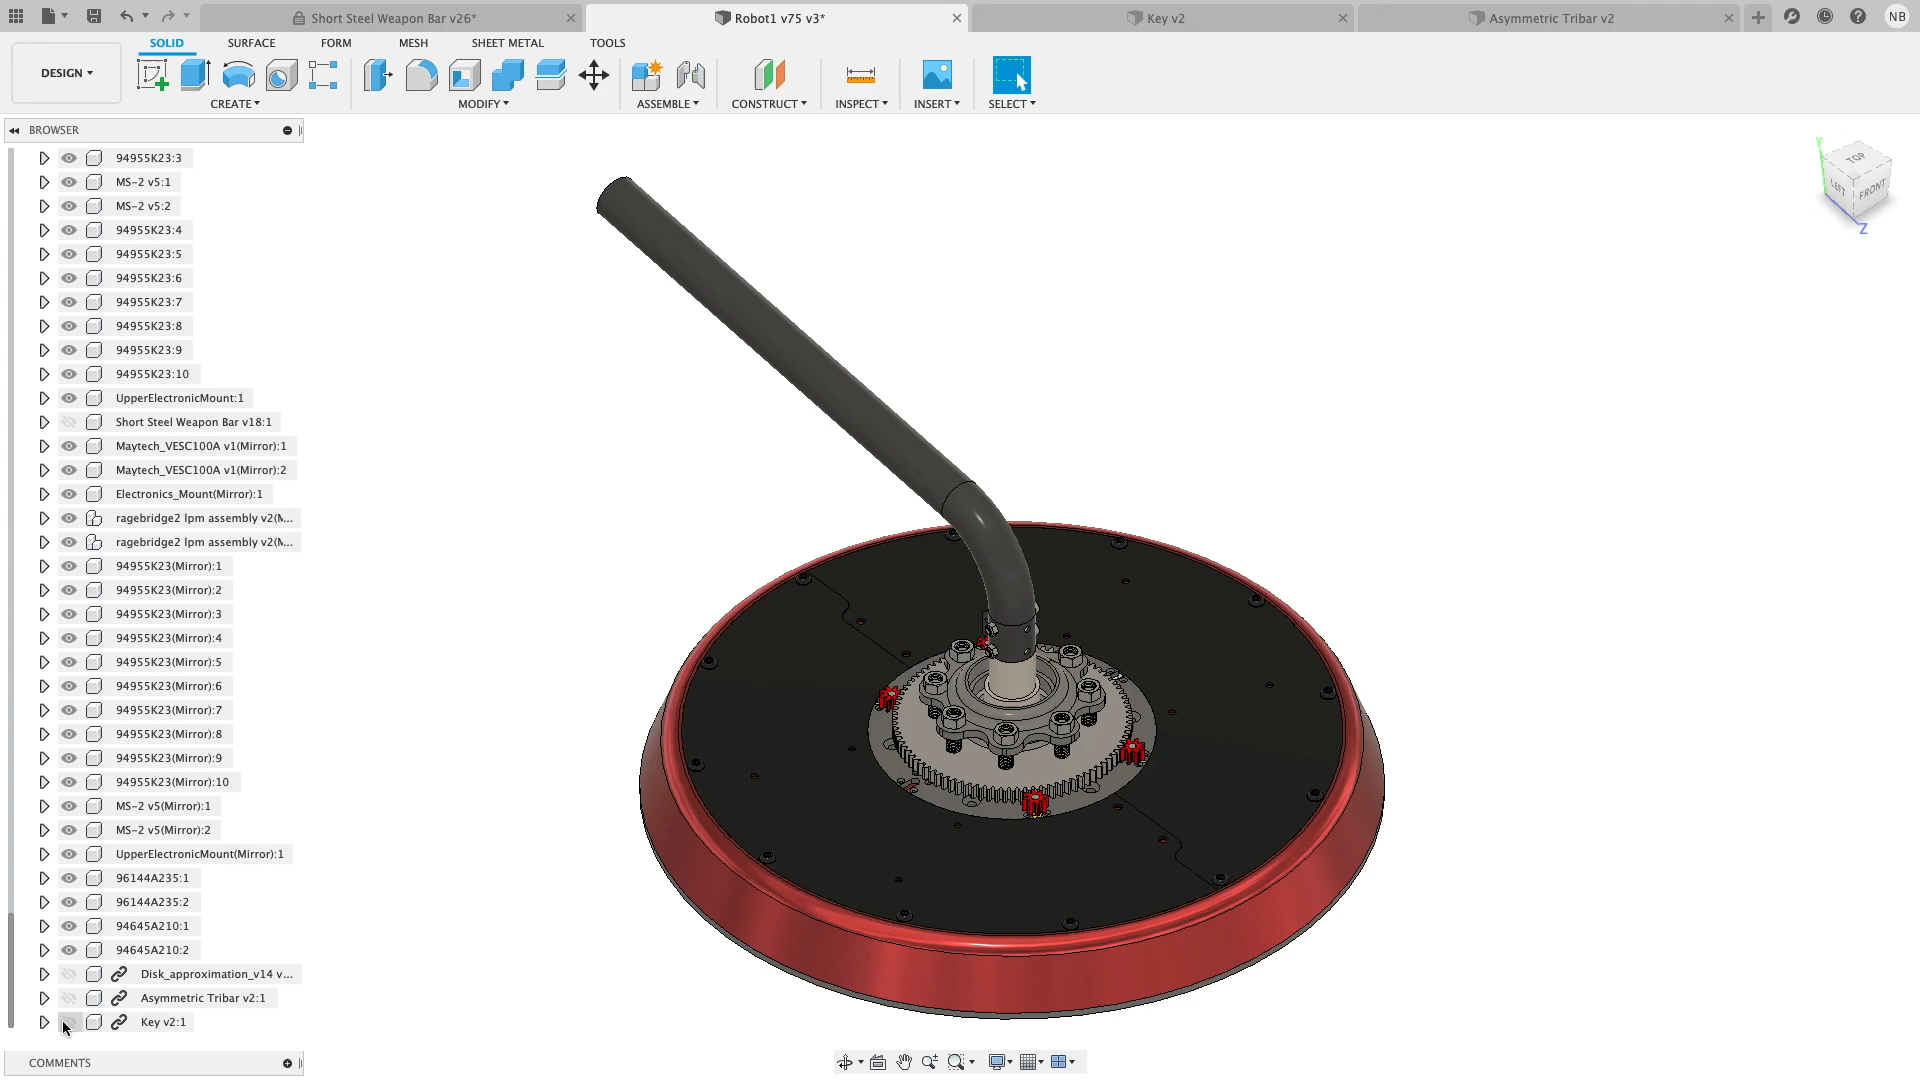 Short Steel Weapon Bar v26*
Robot1 v75 v3*
Key v2
Asymmetric Tribar v2
NB
SOLID
SURFACE
FORM
MESH
SHEET METAL
TOOLS
DESIGN
CREATE
MODIFY
ASSEMBLE
CONSTRUCT
INSPECT
INSERT
SELECT
BROWSER
94955K23:3
MS-2 v5:1
MS-2 v5:2
94955K23:4
94955K23:5
94955K23:6
94955K23:7
94955K23:8
94955K23:9
94955K23:10
UpperElectronicMount:1
Short Steel Weapon Bar v18:1
Maytech_VESC100A v1(Mirror):1
Maytech_VESC100A v1(Mirror):2
Electronics_Mount(Mirror):1
ragebridge2 lpm assembly v2(M...
ragebridge2 lpm assembly v2(M...
94955K23(Mirror):1
94955K23(Mirror):2
94955K23(Mirror):3
94955K23(Mirror):4
94955K23(Mirror):5
94955K23(Mirror):6
94955K23(Mirror):7
94955K23(Mirror):8
94955K23(Mirror):9
94955K23(Mirror):10
MS-2 v5(Mirror):1
MS-2 v5(Mirror):2
UpperElectronicMount(Mirror):1
96144A235:1
96144A235:2
94645A210:1
94645A210:2
Disk_approximation_v14 v...
Asymmetric Tribar v2:1
Key v2:1
COMMENTS
Y
TOP
LEFT
FRONT
Z